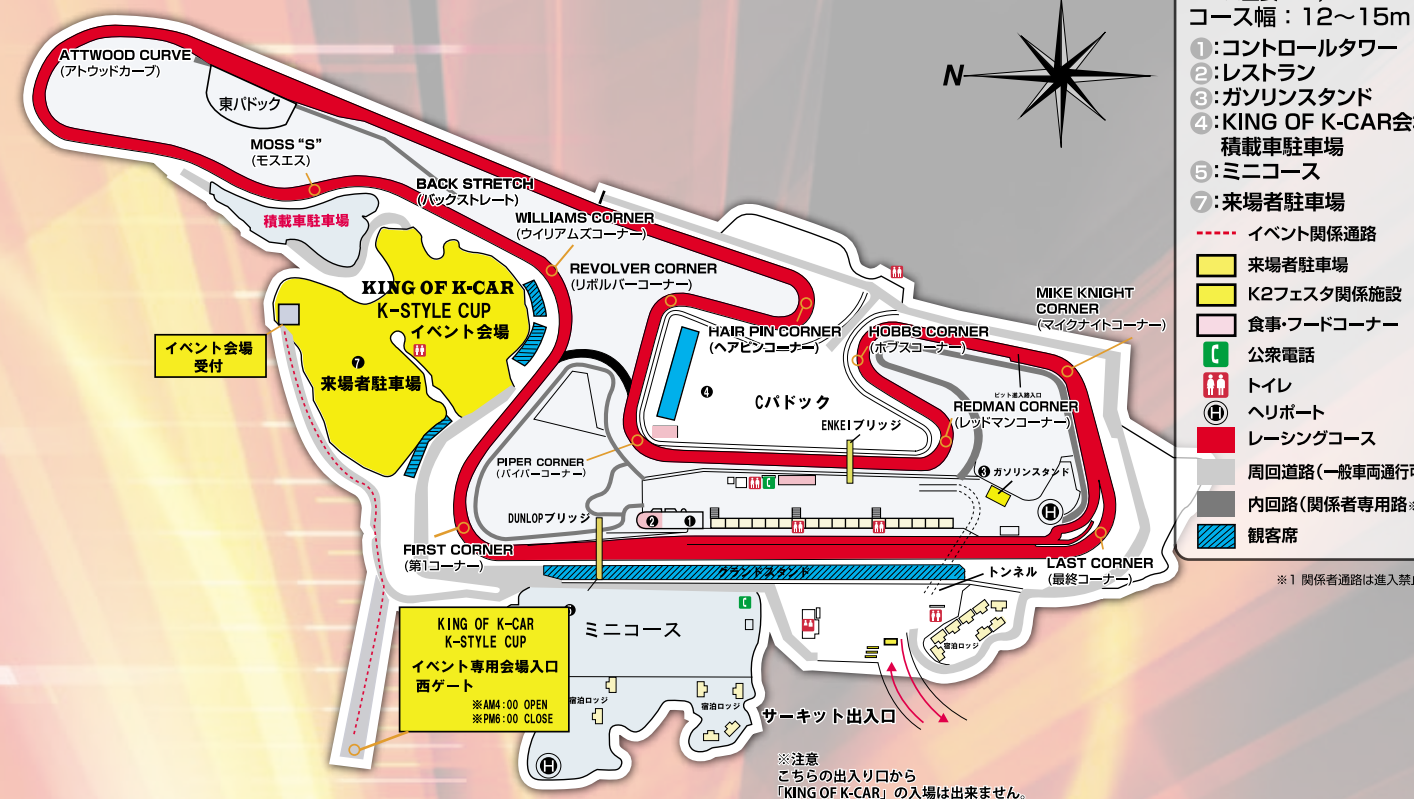 コース幅：12～15m
①:コントロールタワー
②:レストラン
③:ガソリンスタンド
④:KING OF K-CAR会
積載車駐車場
⑤:ミニコース
⑦:来場者駐車場
イベント関係通路
来場者駐車場
K2フェスタ関係施設
食事・フードコーナー
公衆電話
トイレ
H ヘリポート
レーシングコース
周回道路(一般車両通行可
内回路(関係者専用路※
観客席
※1 関係者通路は進入禁止
N
ATTWOOD CURVE
(アトウッドカーブ)
東パドック
MOSS “S”
(モスエス)
積載車駐車場
BACK STRETCH
(バックストレート)
WILLIAMS CORNER
(ウイリアムズコーナー)
REVOLVER CORNER
(リボルバーコーナー)
KING OF K-CAR
K-STYLE CUP
イベント会場
イベント会場
受付
❼
来場者駐車場
HAIR PIN CORNER
(ヘアピンコーナー)
HOBBS CORNER
(ホブスコーナー)
MIKE KNIGHT
CORNER
(マイクナイトコーナー)
❹
Cパドック
ピット進入路入口
REDMAN CORNER
(レッドマンコーナー)
ENKEIブリッジ
PIPER CORNER
(パイパーコーナー)
❸ ガソリンスタンド
DUNLOPブリッジ
❷
❶
H
FIRST CORNER
(第1コーナー)
グランドスタンド
トンネル
LAST CORNER
(最終コーナー)
KING OF K-CAR
K-STYLE CUP
イベント専用会場入口
西ゲート
※AM4:00 OPEN
※PM6:00 CLOSE
ミニコース
宿泊ロッジ
宿泊ロッジ
宿泊ロッジ
H
サーキット出入口
※注意
こちらの出入り口から
「KING OF K-CAR」の入場は出来ません。